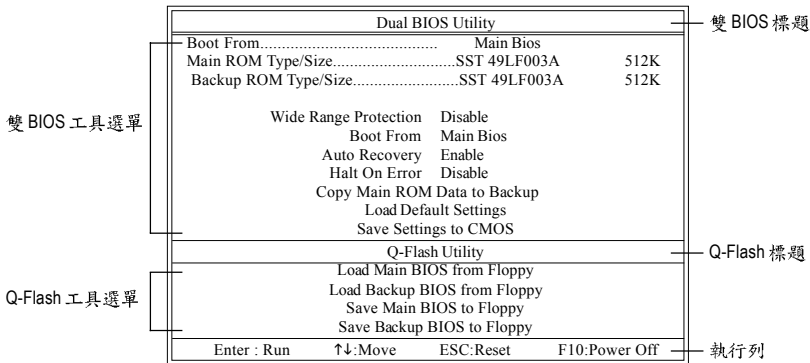 Dual BIOS Utility
雙 BIOS 標題
Boot From......................................... Main Bios
Main ROM Type/Size............................SST 49LF003A 512K
Backup ROM Type/Size.........................SST 49LF003A 512K
雙 BIOS 工具選單
Wide Range Protection Disable
Boot From Main Bios
Auto Recovery Enable
Halt On Error Disable
Copy Main ROM Data to Backup
Load Default Settings
Save Settings to CMOS
Q-Flash Utility
Q-Flash 標題
Load Main BIOS from Floppy
Load Backup BIOS from Floppy
Q-Flash 工具選單
Save Main BIOS to Floppy
Save Backup BIOS to Floppy
Enter : Run ↑↓:Move ESC:Reset F10:Power Off
執行列